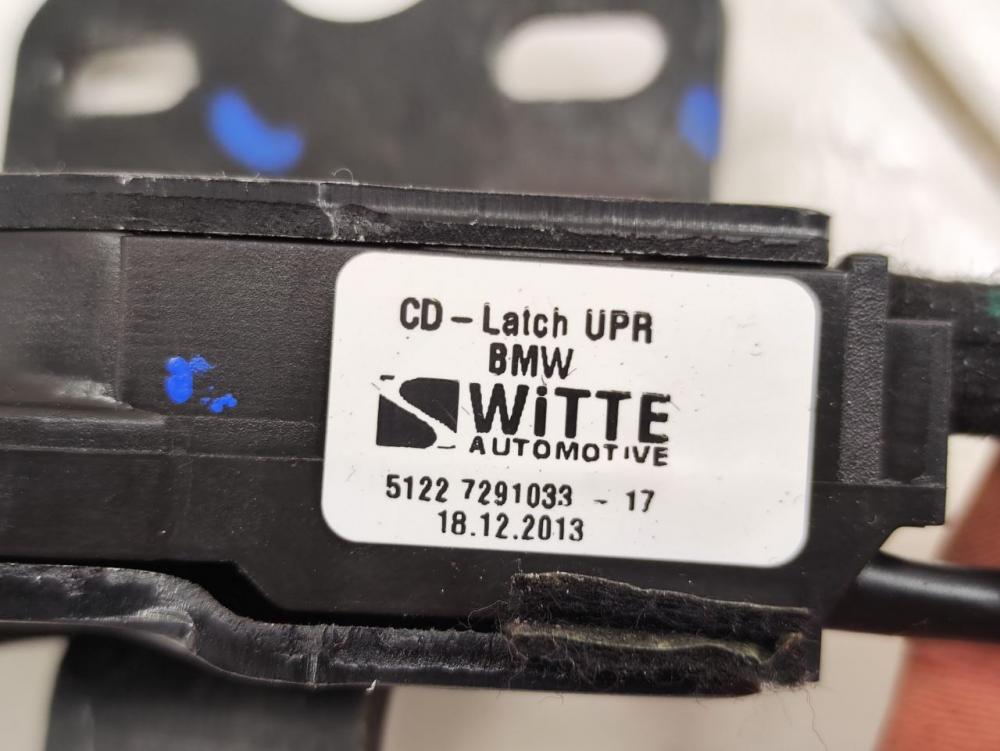 CD - Latch UPR
BMW
WiTTE
AUTOMOTIVE
5122 7291033 - 17
18.12.2013